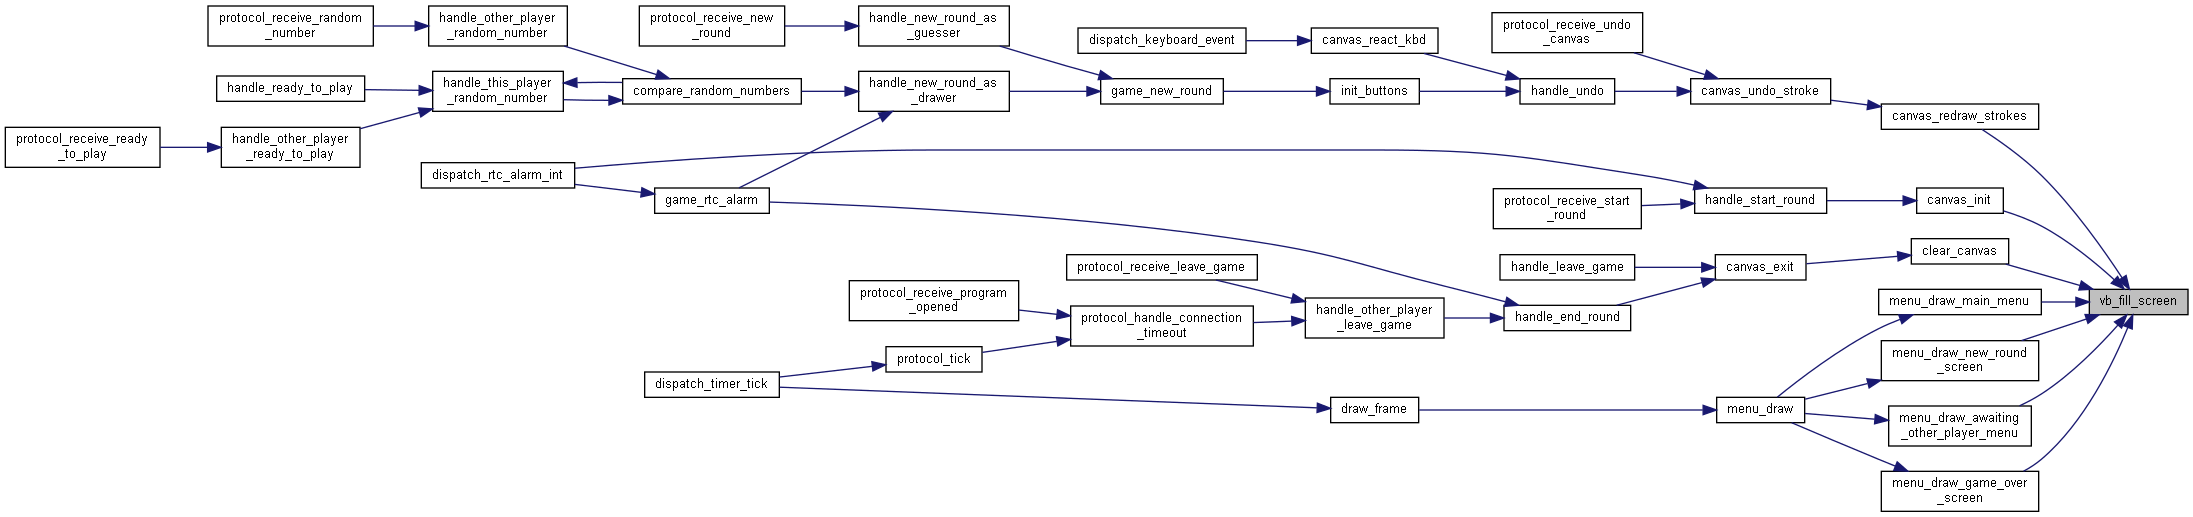 protocol_receive_random
_number
handle_other_player
_random_number
protocol_receive_new
_round
handle_new_round_as
_guesser
dispatch_keyboard_event
canvas_react_kbd
protocol_receive_undo
_canvas
handle_ready_to_play
handle_this_player
_random_number
compare_random_numbers
handle_new_round_as
_drawer
game_new_round
init_buttons
handle_undo
canvas_undo_stroke
canvas_redraw_strokes
protocol_receive_ready
_to_play
handle_other_player
_ready_to_play
dispatch_rtc_alarm_int
game_rtc_alarm
protocol_receive_start
_round
handle_start_round
canvas_init
protocol_receive_leave_game
handle_leave_game
canvas_exit
clear_canvas
protocol_receive_program
_opened
protocol_handle_connection
_timeout
handle_other_player
_leave_game
handle_end_round
menu_draw_main_menu
vb_fill_screen
protocol_tick
menu_draw_new_round
_screen
dispatch_timer_tick
draw_frame
menu_draw
menu_draw_awaiting
_other_player_menu
menu_draw_game_over
_screen